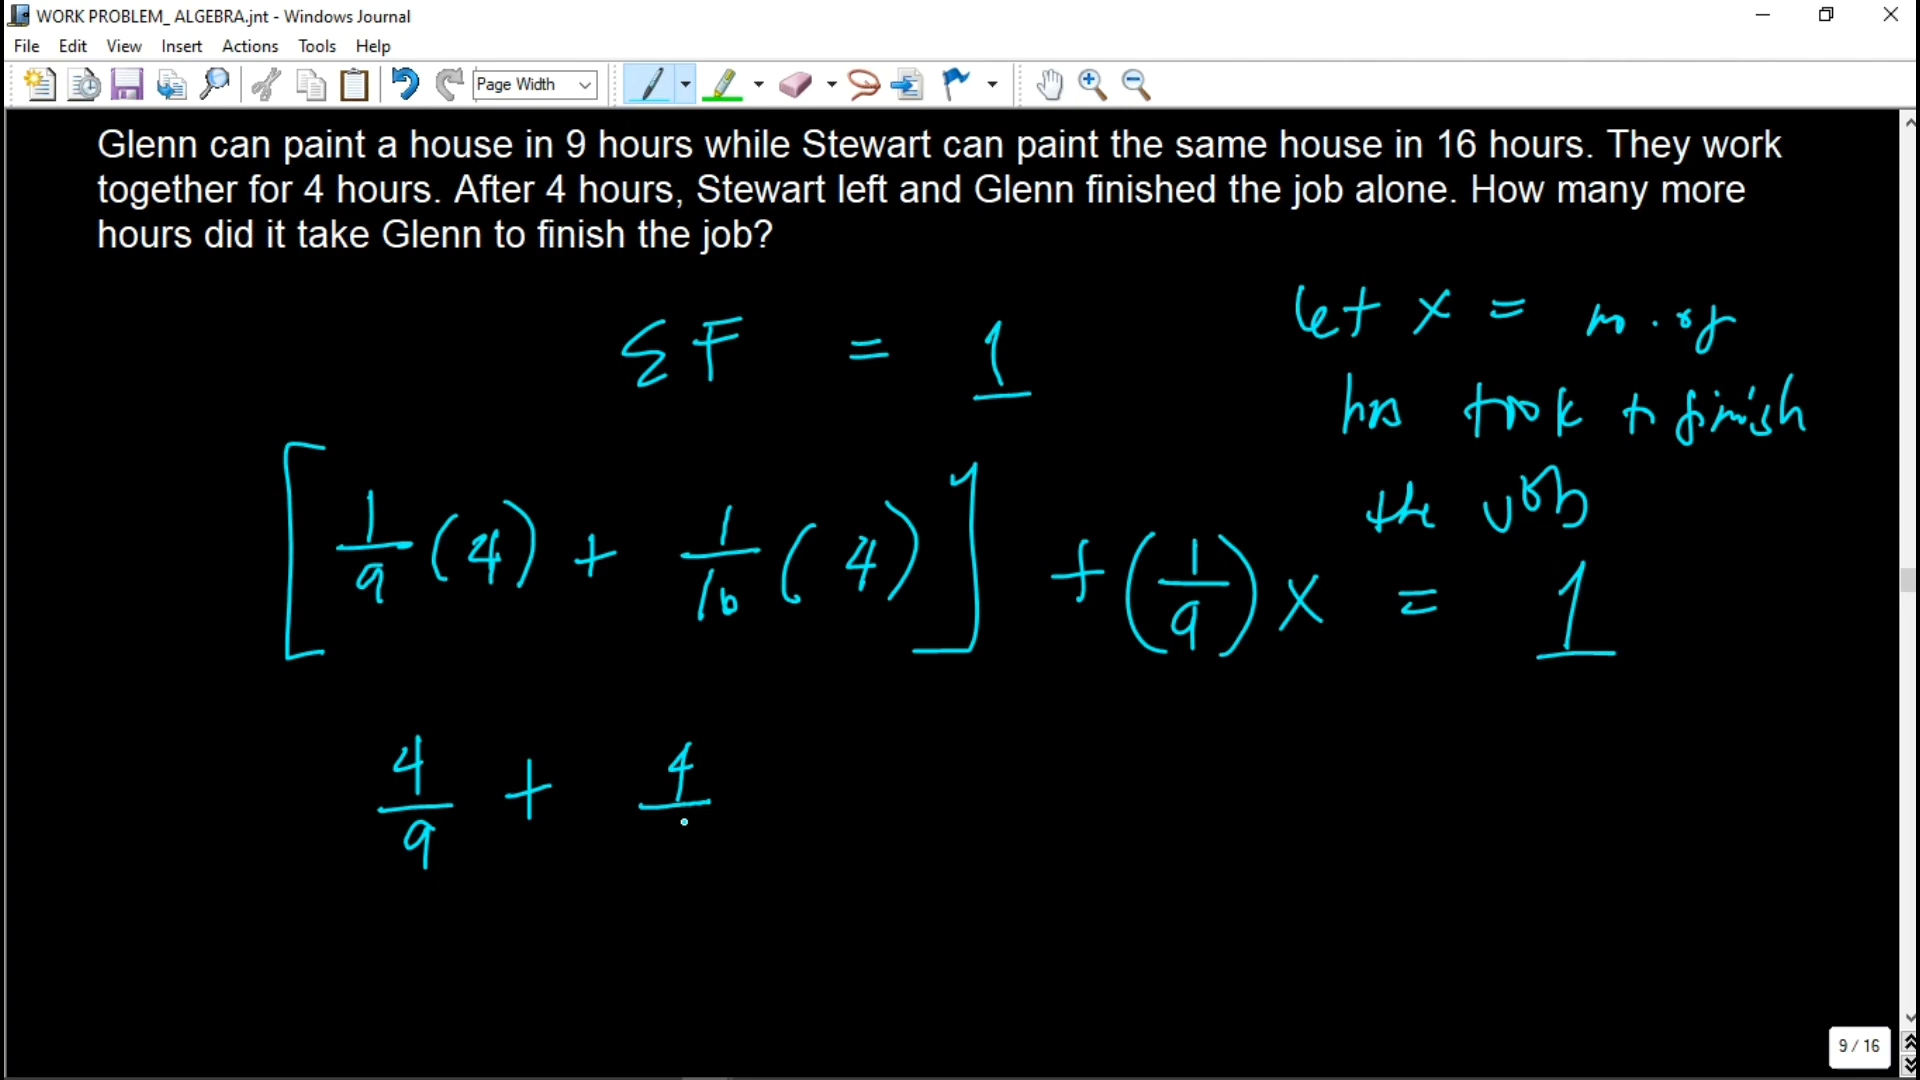 WORK PROBLEM_ ALGEBRA.jnt - Windows Journal
File Edit View Insert Actions Tools Help
Page Width
Glenn can paint a house in 9 hours while Stewart can paint the same house in 16 hours. They work
together for 4 hours. After 4 hours, Stewart left and Glenn finished the job alone. How many more
hours did it take Glenn to finish the job?
let x = no. of
hrs took to finish
the job
ΣF = 1
[1/9 (4) + 1/16 (4)] + (1/9) x = 1
4/9 + 4/
9 / 16